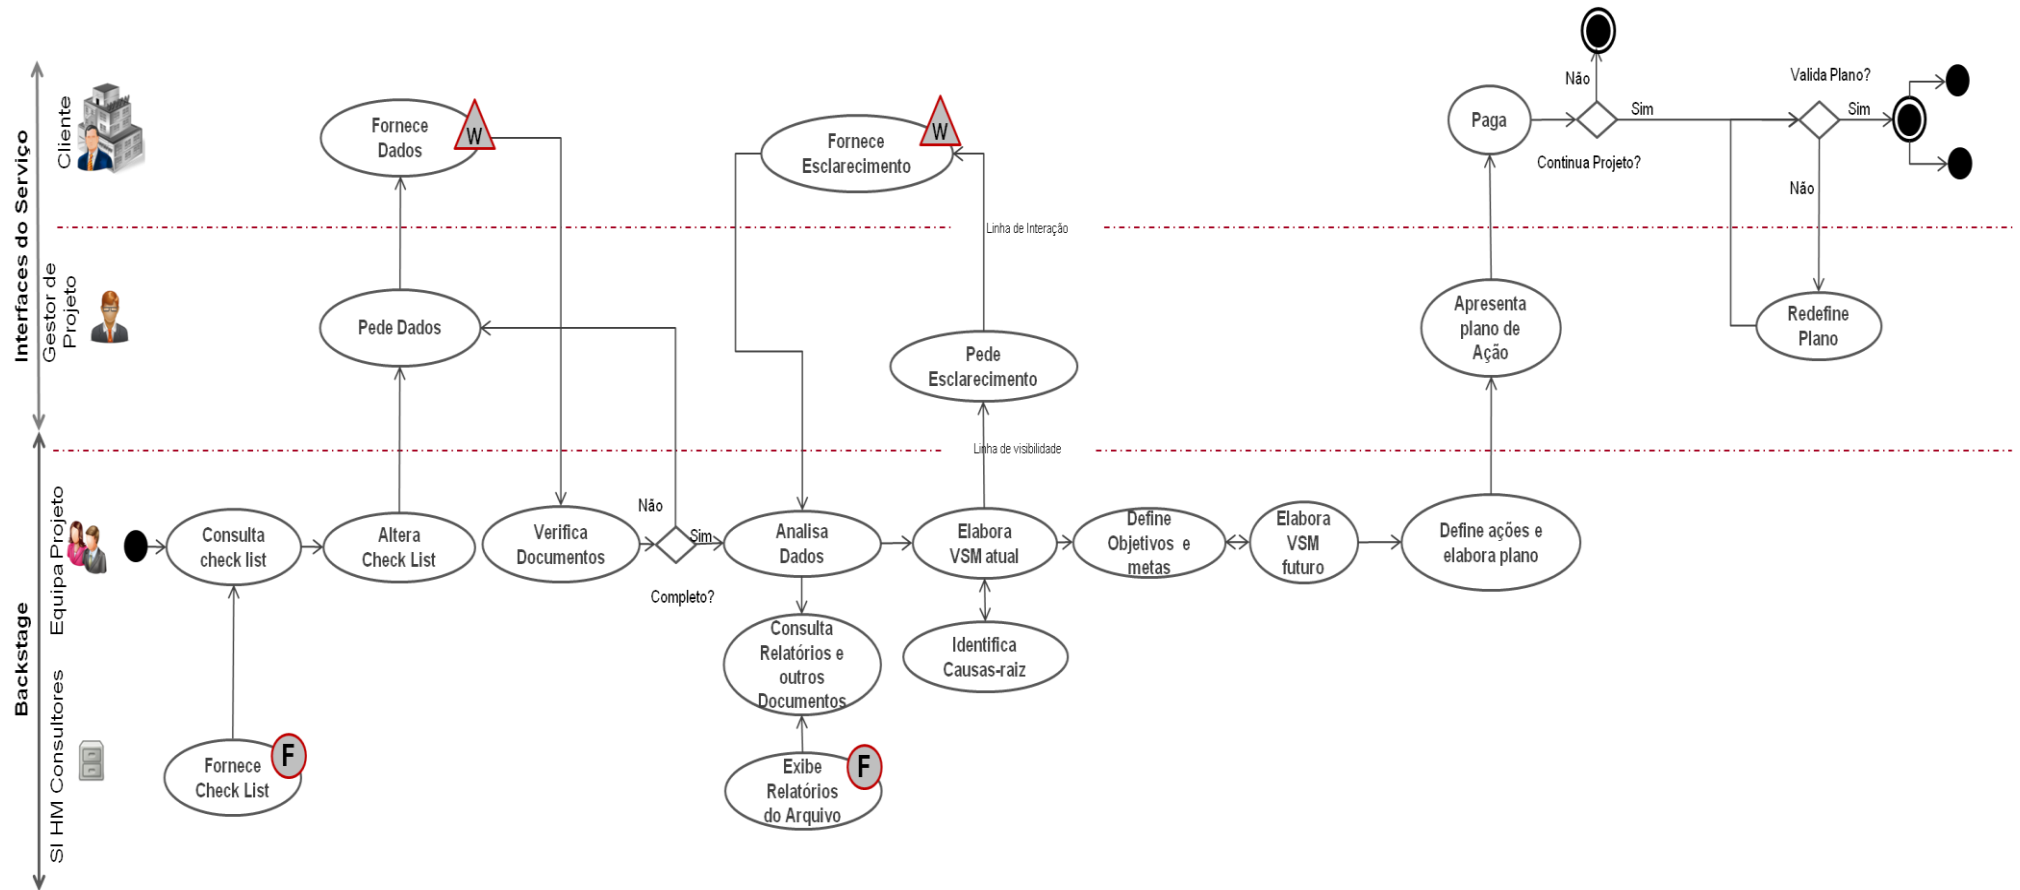 Interfaces do Serviço
Backstage
Cliente
Gestor de
Projeto
Equipa Projeto
SI HM Consultores
Fornece
Dados
W
Fornece
Esclarecimento
W
Paga
Não
Sim
Continua Projeto?
Valida Plano?
Sim
Não
Linha de Interação
Pede Dados
Pede
Esclarecimento
Apresenta
plano de
Ação
Redefine
Plano
Linha de visibilidade
Consulta
check list
Altera
Check List
Verifica
Documentos
Não
Sim
Completo?
Analisa
Dados
Elabora
VSM atual
Define
Objetivos e
metas
Elabora
VSM
futuro
Define ações e
elabora plano
Consulta
Relatórios e
outros
Documentos
Identifica
Causas-raiz
Fornece
Check List
F
Exibe
Relatórios
do Arquivo
F